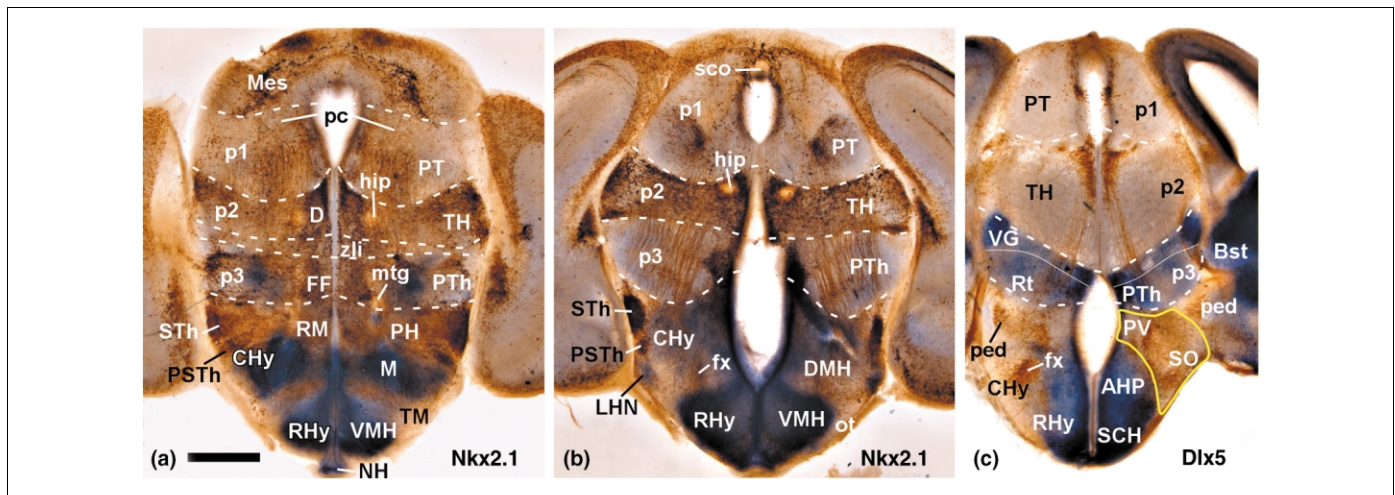 Mes
pc
p1
PT
hip
p2
D
TH
zli
p3
FF
mtg
PTh
STh
RM
PH
PSTh
CHy
M
TM
RHy
VMH
NH
(a)
Nkx2.1
sco
p1
PT
hip
p2
TH
p3
PTh
STh
CHy
PSTh
fx
DMH
LHN
RHy
VMH
ot
(b)
Nkx2.1
PT
p1
TH
p2
VG
Bst
Rt
p3
PTh
ped
PV
ped
SO
fx
CHy
AHP
RHy
SCH
(c)
Dlx5